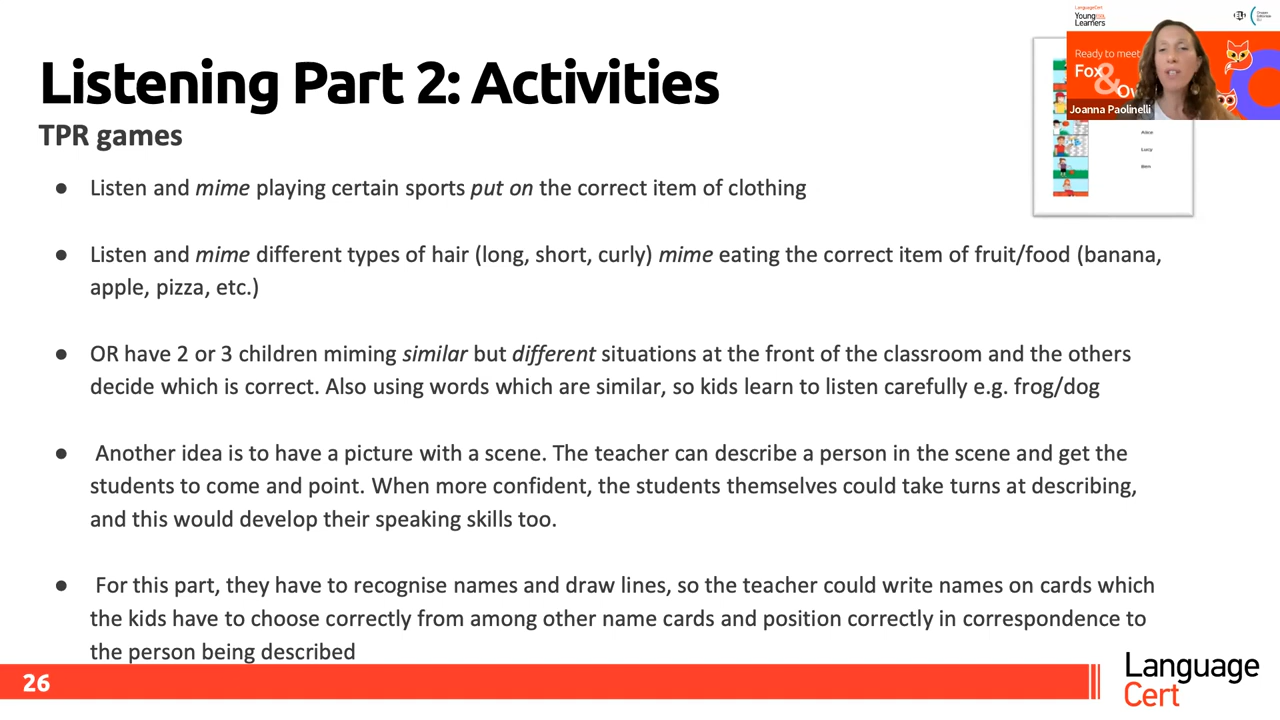 Listening Part 2: Activities
TPR games
● Listen and mime playing certain sports put on the correct item of clothing
● Listen and mime different types of hair (long, short, curly) mime eating the correct item of fruit/food (banana,
apple, pizza, etc.)
● OR have 2 or 3 children miming similar but different situations at the front of the classroom and the others
decide which is correct. Also using words which are similar, so kids learn to listen carefully e.g. frog/dog
● Another idea is to have a picture with a scene. The teacher can describe a person in the scene and get the
students to come and point. When more confident, the students themselves could take turns at describing,
and this would develop their speaking skills too.
● For this part, they have to recognise names and draw lines, so the teacher could write names on cards which
the kids have to choose correctly from among other name cards and position correctly in correspondence to
the person being described
26
Language
Cert
LanguageCert
Young
Learners
Ready to meet
Fox
&
Ow
Joanna Paolinelli
Alice
Lucy
Ben